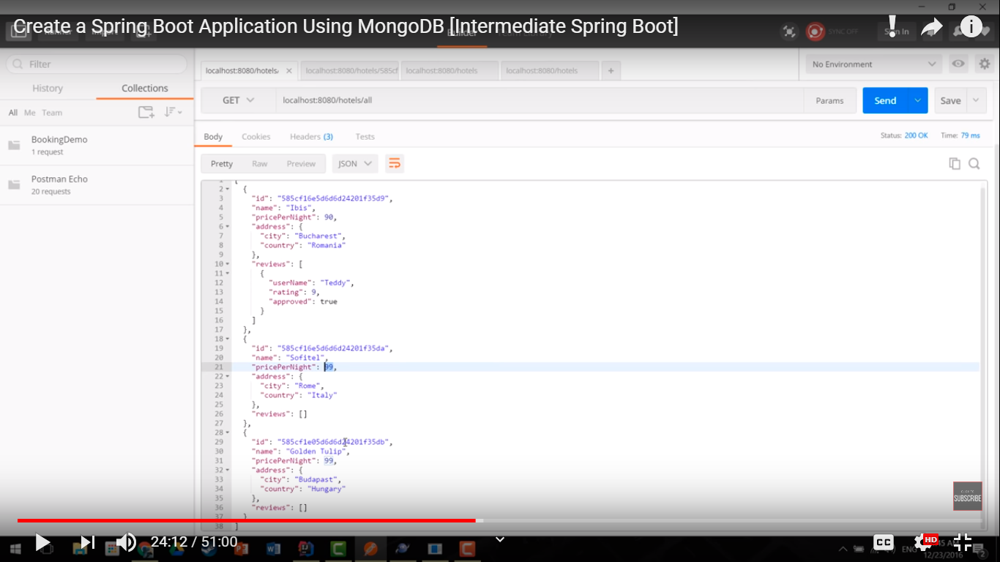 Create a Spring Boot Application Using MongoDB [Intermediate Spring Boot]
Builder
SYNC OFF
Sign In
Filter
History
Collections
All Me Team
BookingDemo
1 request
Postman Echo
20 requests
localhost:8080/hotels/
localhost:8080/hotels/585cf
localhost:8080/hotels
localhost:8080/hotels
No Environment
GET
localhost:8080/hotels/all
Params
Send
Save
Body Cookies Headers (3) Tests
Status: 200 OK Time: 79 ms
Pretty Raw Preview JSON
1 [
2 {
3 "id": "585cf16e5d6d6d24201f35d9",
4 "name": "Ibis",
5 "pricePerNight": 90,
6 "address": {
7 "city": "Bucharest",
8 "country": "Romania"
9 },
10 "reviews": [
11 {
12 "userName": "Teddy",
13 "rating": 9,
14 "approved": true
15 }
16 ]
17 },
18 {
19 "id": "585cf16e5d6d6d24201f35da",
20 "name": "Sofitel",
21 "pricePerNight": 99,
22 "address": {
23 "city": "Rome",
24 "country": "Italy"
25 },
26 "reviews": []
27 },
28 {
29 "id": "585cf1e05d6d6d24201f35db",
30 "name": "Golden Tulip",
31 "pricePerNight": 99,
32 "address": {
33 "city": "Budapast",
34 "country": "Hungary"
35 },
36 "reviews": []
37 }
38 ]
SUBSCRIBE
24:12 / 51:00
CC
HD
ENG
12/23/2016